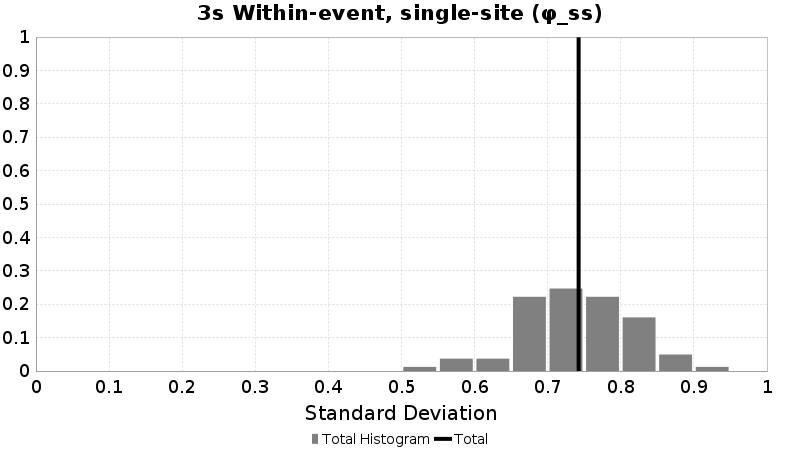 3s Within-event, single-site (φ_ss)
1
0.9
0.8
0.7
0.6
0.5
0.4
0.3
0.2
0.1
0
0 0.1 0.2 0.3 0.4 0.5 0.6 0.7 0.8 0.9 1
Standard Deviation
Total Histogram Total